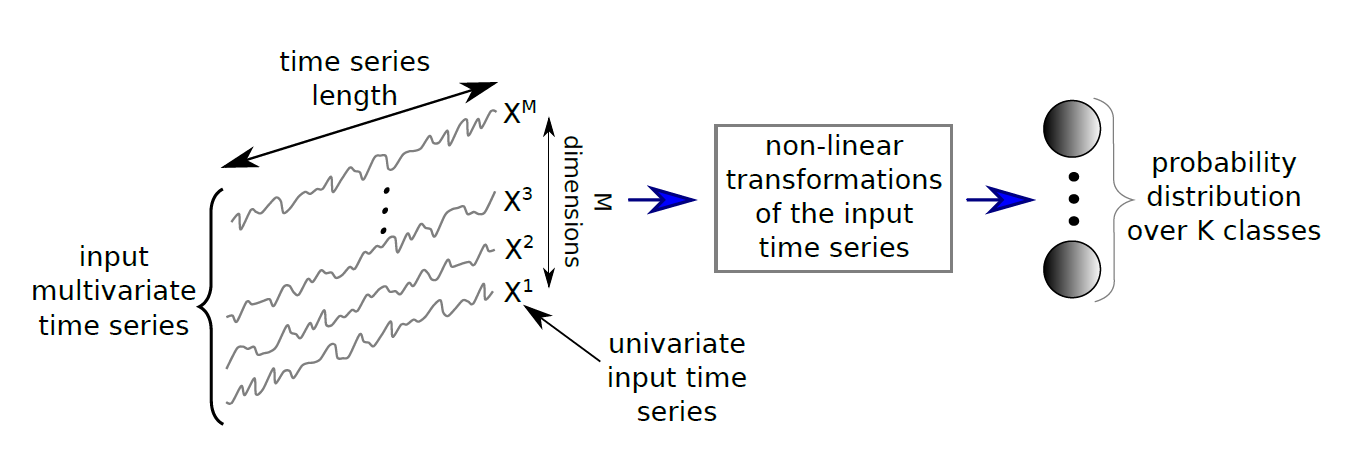 time series
length
X^M
X^3
X^2
X^1
dimensions
M
input
multivariate
time series
univariate
input time
series
non-linear
transformations
of the input
time series
probability
distribution
over K classes